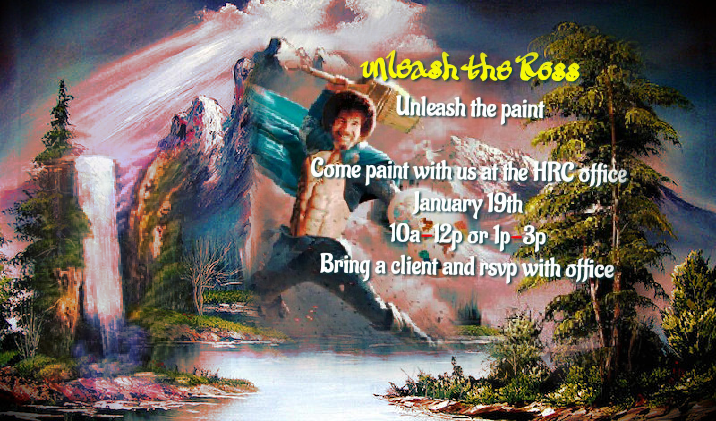 unleash the Ross
Unleash the paint
Come paint with us at the HRC office
January 19th
10a-12p or 1p-3p
Bring a client and rsvp with office